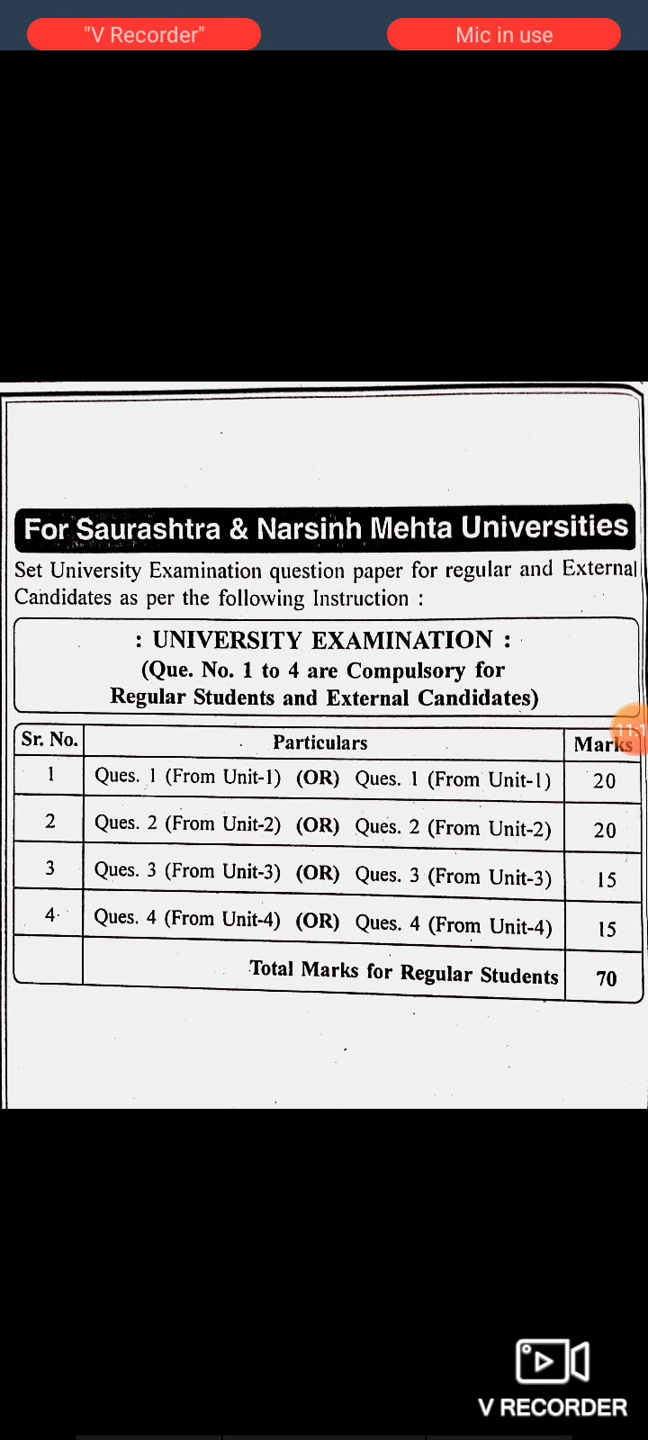 "V Recorder" Mic in use
For Saurashtra & Narsinh Mehta Universities
Set University Examination question paper for regular and External
Candidates as per the following Instruction :
: UNIVERSITY EXAMINATION :
(Que. No. 1 to 4 are Compulsory for
Regular Students and External Candidates)
Sr. No. Particulars Marks
1 Ques. 1 (From Unit-1) (OR) Ques. 1 (From Unit-1) 20
2 Ques. 2 (From Unit-2) (OR) Ques. 2 (From Unit-2) 20
3 Ques. 3 (From Unit-3) (OR) Ques. 3 (From Unit-3) 15
4 Ques. 4 (From Unit-4) (OR) Ques. 4 (From Unit-4) 15
Total Marks for Regular Students 70
V RECORDER